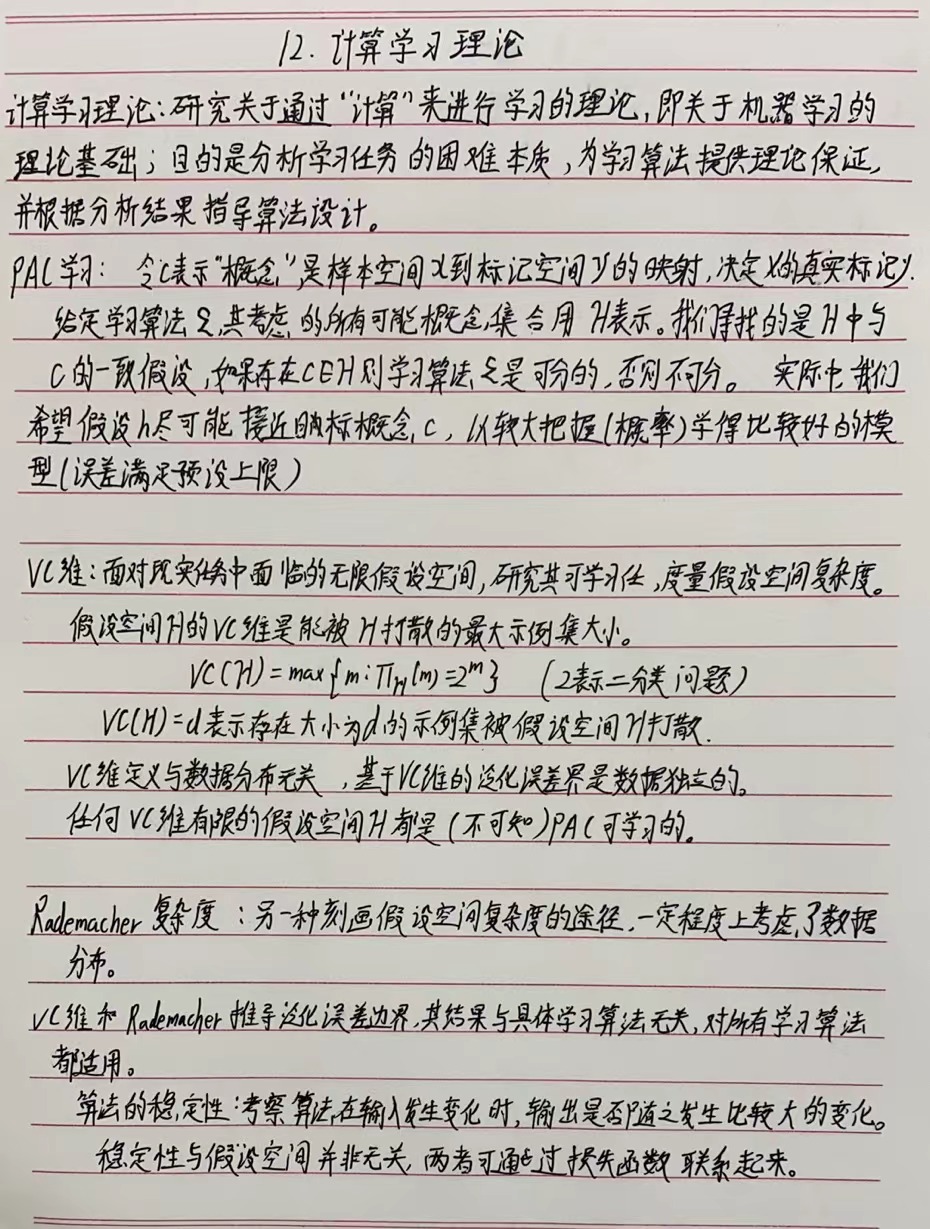 12. 计算学习理论
计算学习理论：研究关于通过“计算”来进行学习的理论，即关于机器学习的
理论基础；目的是分析学习任务的困难本质，为学习算法提供理论保证，
并根据分析结果指导算法设计。
PAC学习： 令c表示“概念”，是样本空间X到标记空间Y的映射，决定x的真实标记y.
给定学习算法ξ，其考虑的所有可能概念集合用H表示。我们寻找的是H中与
C的一致假设，如果存在C∈H则学习算法ξ是可分的，否则不可分。 实际中我们
希望假设h尽可能接近目标概念c，以较大把握(概率)学得比较好的模
型(误差满足预设上限)
VC维：面对现实任务中面临的无限假设空间，研究其可学习性，度量假设空间复杂度。
假设空间H的VC维是能被H打散的最大示例集大小。
VC(H)=max{m:Π_H(m)=2^m} (2表示二分类问题)
VC(H)=d表示存在大小为d的示例集被假设空间H打散.
VC维定义与数据分布无关，基于VC维的泛化误差界是数据独立的。
任何VC维有限的假设空间H都是(不可知)PAC可学习的。
Rademacher复杂度：另一种刻画假设空间复杂度的途径，一定程度上考虑了数据
分布。
VC维和Rademacher推导泛化误差边界，其结果与具体学习算法无关，对所有学习算法
都适用。
算法的稳定性：考察算法在输入发生变化时，输出是否随之发生比较大的变化。
稳定性与假设空间并非无关，两者可通过损失函数联系起来。